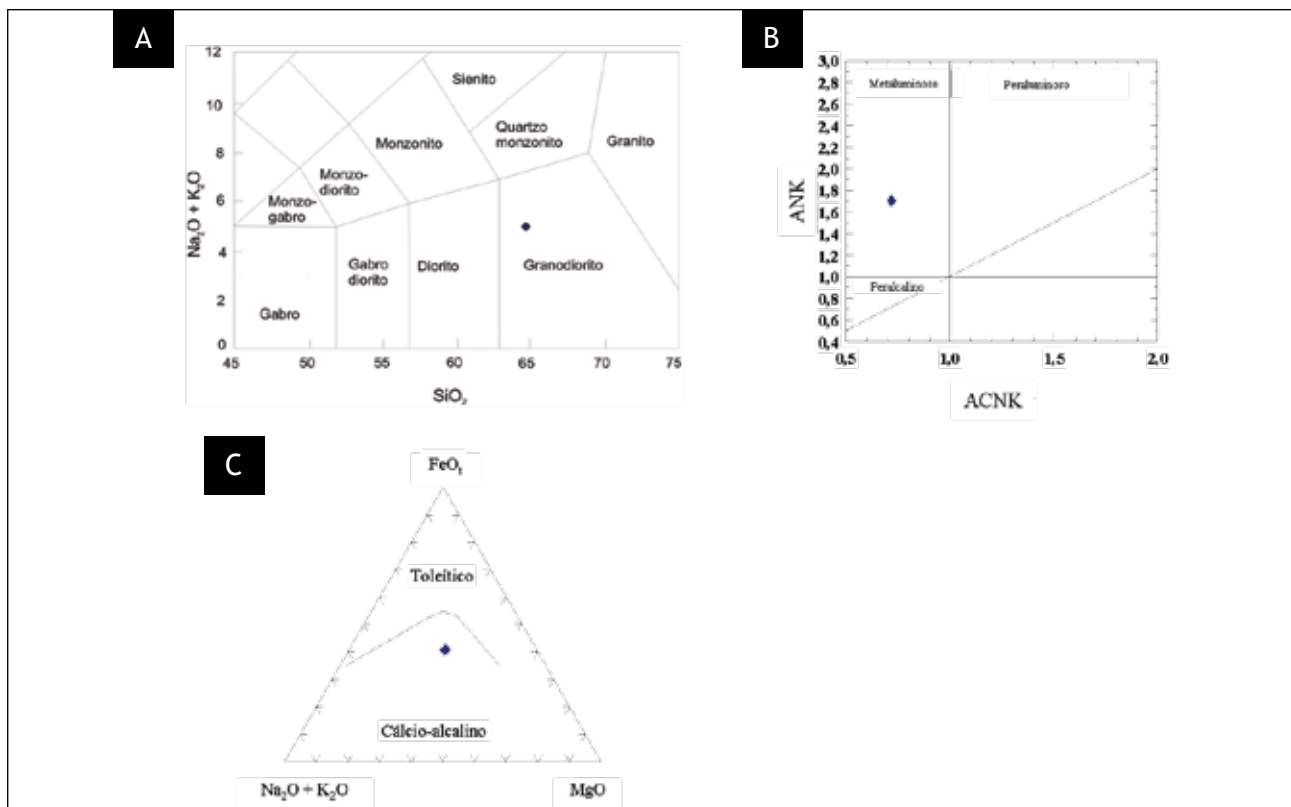 A
12
10
8
6
4
2
0
Na₂O + K₂O
Sienito
Quartzo
monzonito
Granito
Monzonito
Monzo-
diorito
Monzo-
gabro
Gabro
diorito
Diorito
Granodiorito
Gabro
45 50 55 60 65 70 75
SiO₂
B
3,0
2,8
2,6
2,4
2,2
2,0
1,8
1,6
1,4
1,2
1,0
0,8
0,6
0,4
ANK
Metaluminoso
Peraluminoso
Peralcalino
0,5 1,0 1,5 2,0
ACNK
C
FeOₜ
Toleítico
Cálcio-alcalino
Na₂O + K₂O
MgO